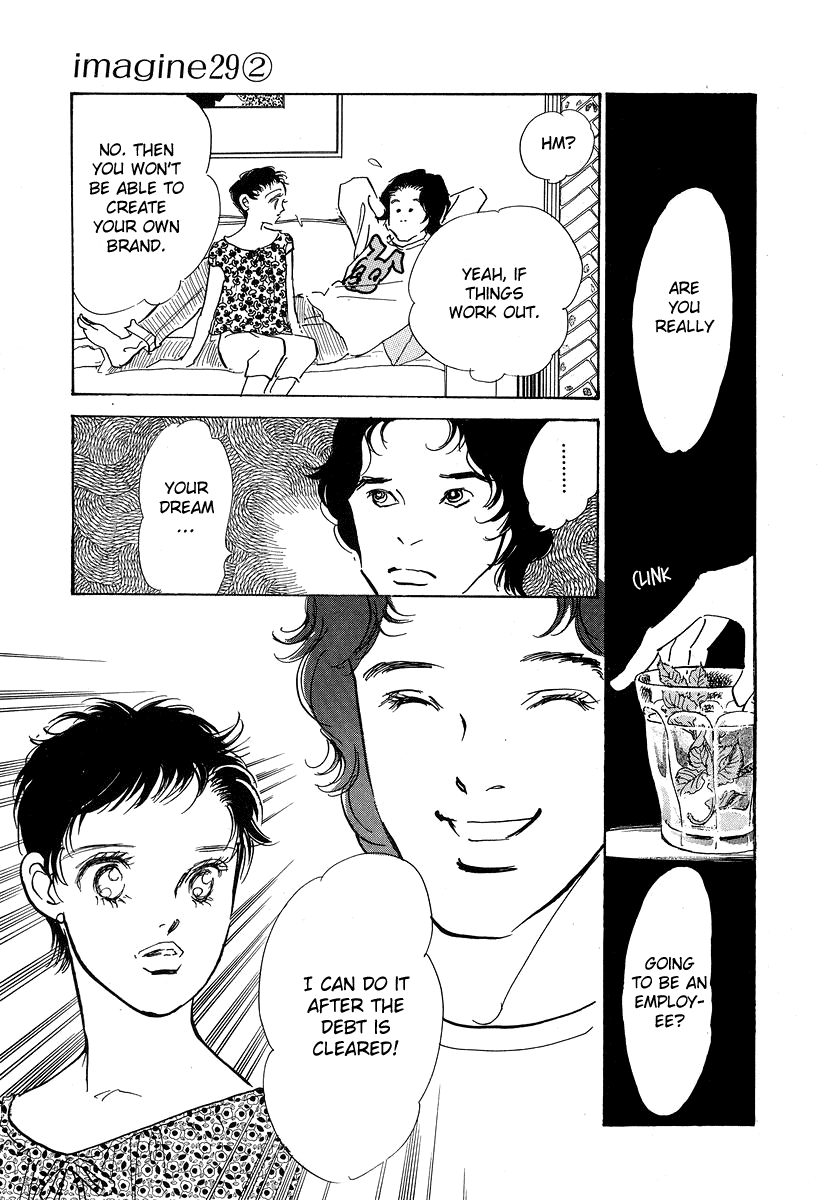 imagine29②
ARE
YOU
REALLY
CLINK
GOING
TO BE AN
EMPLOY-
EE?
HM?
YEAH, IF
THINGS
WORK OUT.
NO. THEN
YOU WON'T
BE ABLE TO
CREATE
YOUR OWN
BRAND.
.........
YOUR
DREAM
...
I CAN DO IT
AFTER THE
DEBT IS
CLEARED!